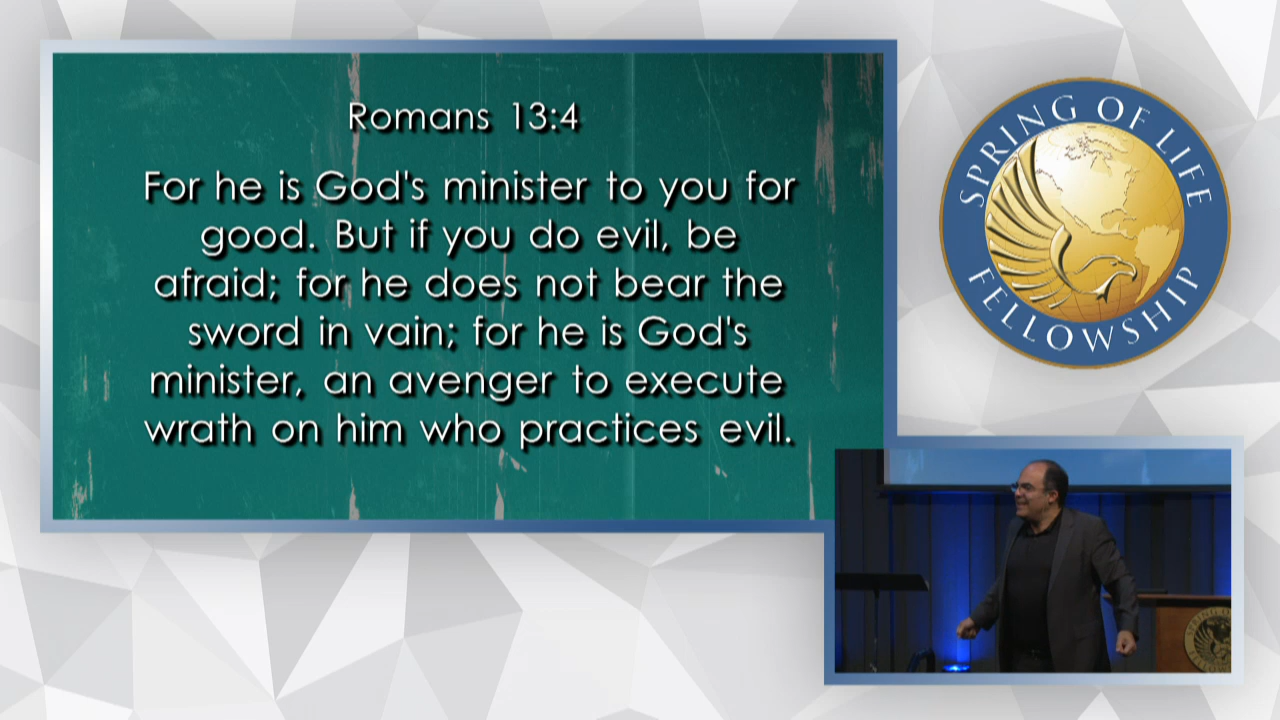 Romans 13:4
For he is God's minister to you for
good. But if you do evil, be
afraid; for he does not bear the
sword in vain; for he is God's
minister, an avenger to execute
wrath on him who practices evil.
SPRING OF LIFE
FELLOWSHIP